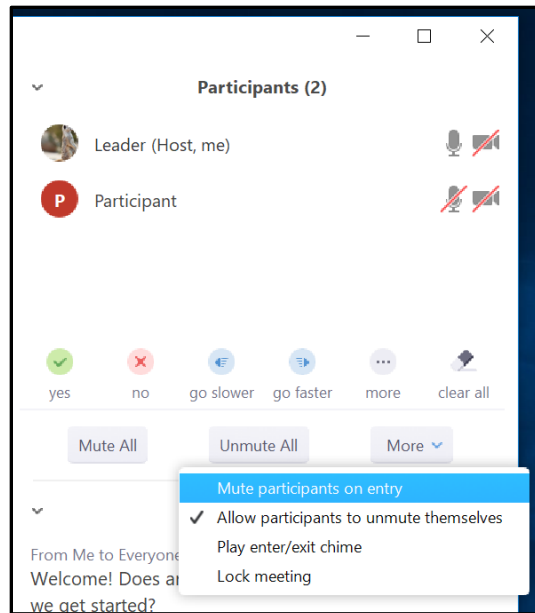 Participants (2)
Leader (Host, me)
P
Participant
yes no go slower go faster more clear all
Mute All Unmute All More
Mute participants on entry
Allow participants to unmute themselves
Play enter/exit chime
Lock meeting
From Me to Everyone
Welcome! Does
we get started?